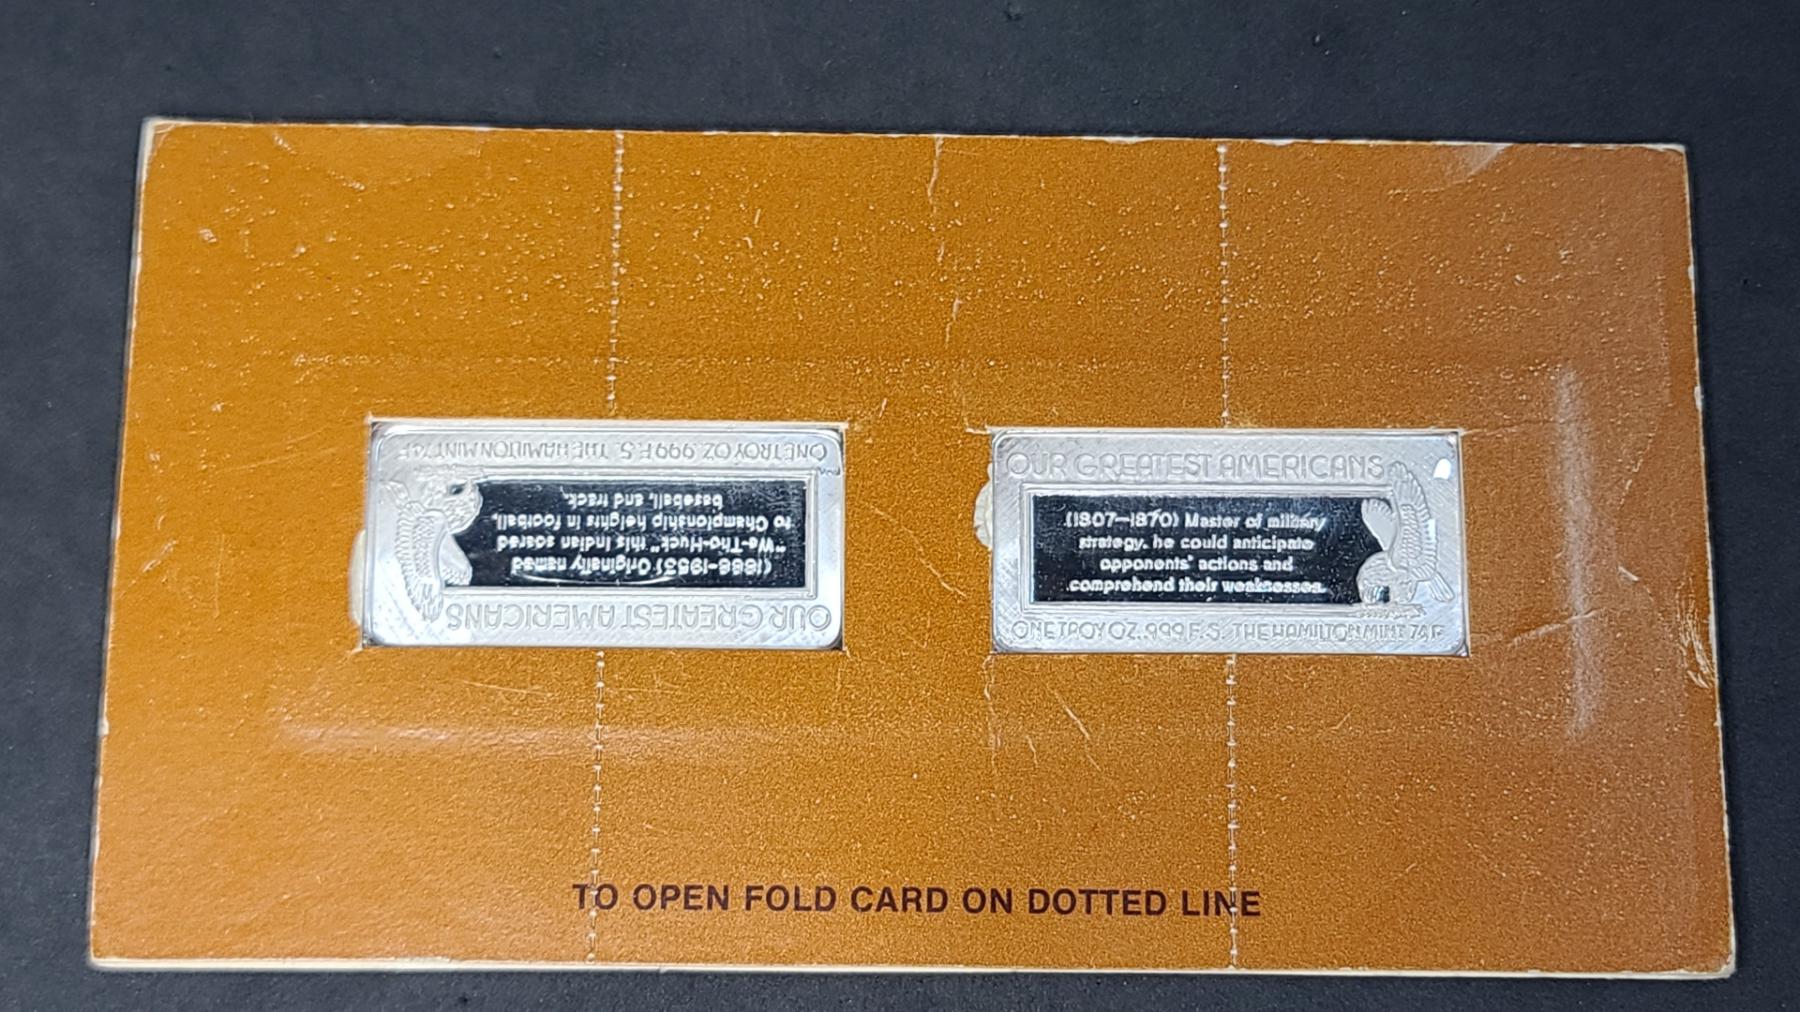 OUR GREATEST AMERICANS
(1888-1953) Originally named
"Wa-Tho-Huck" this Indian soared
to Championship heights in football,
baseball, and track.
ONE TROY OZ. 999 F.S. THE HAMILTON MINT 74F
OUR GREATEST AMERICANS
(1807-1870) Master of military
strategy. he could anticipate
opponents' actions and
comprehend their weaknesses.
ONE TROY OZ. 999 F.S. THE HAMILTON MINT 74F
TO OPEN FOLD CARD ON DOTTED LINE